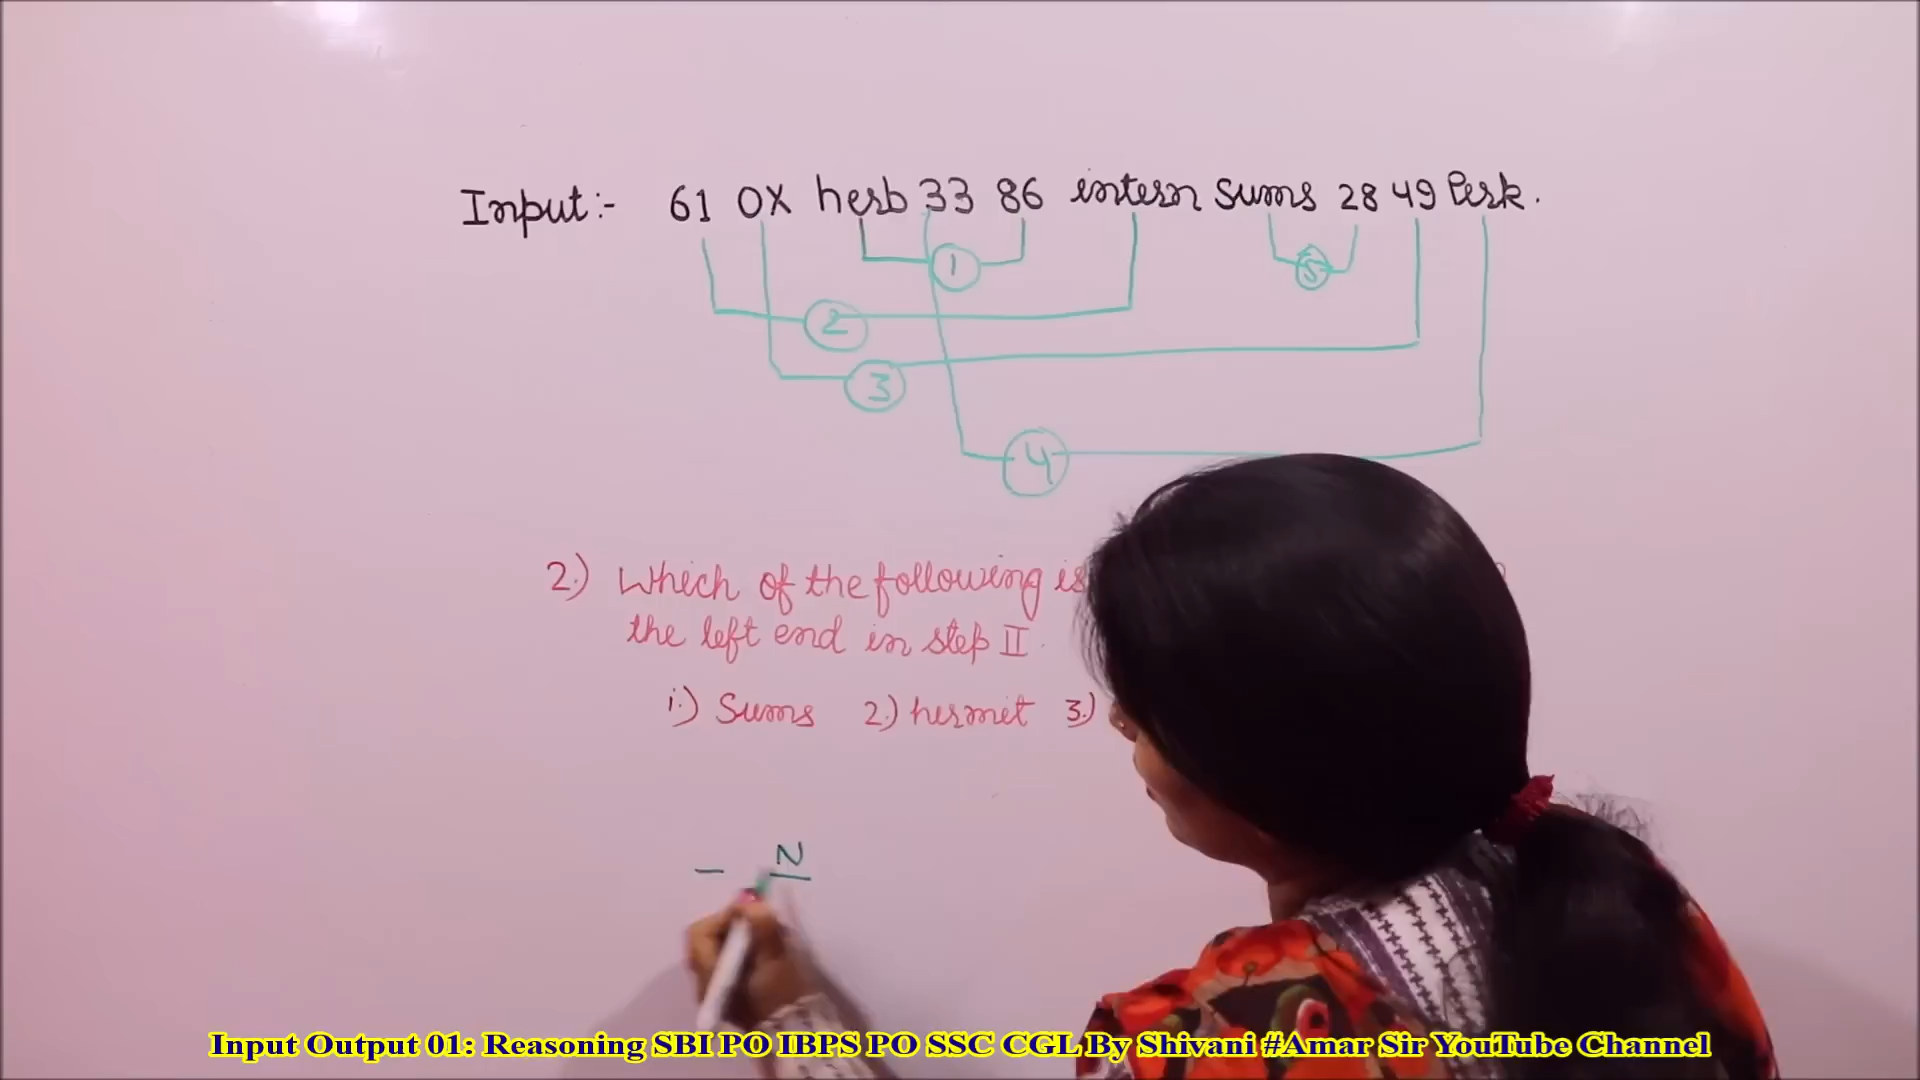 Input:- 61 OX herb 33 86 intern Sums 28 49 Perk.
1
5
2
3
4
2.) Which of the following is
the left end in step II.
1.) Sums 2.) hermit 3.)
N
Input Output 01: Reasoning SBI PO IBPS PO SSC CGL By Shivani #Amar Sir YouTube Channel